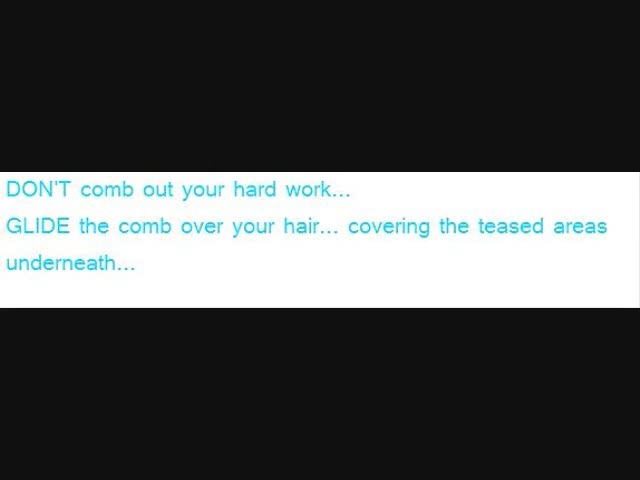 DON'T comb out your hard work...
GLIDE the comb over your hair... covering the teased areas
underneath...